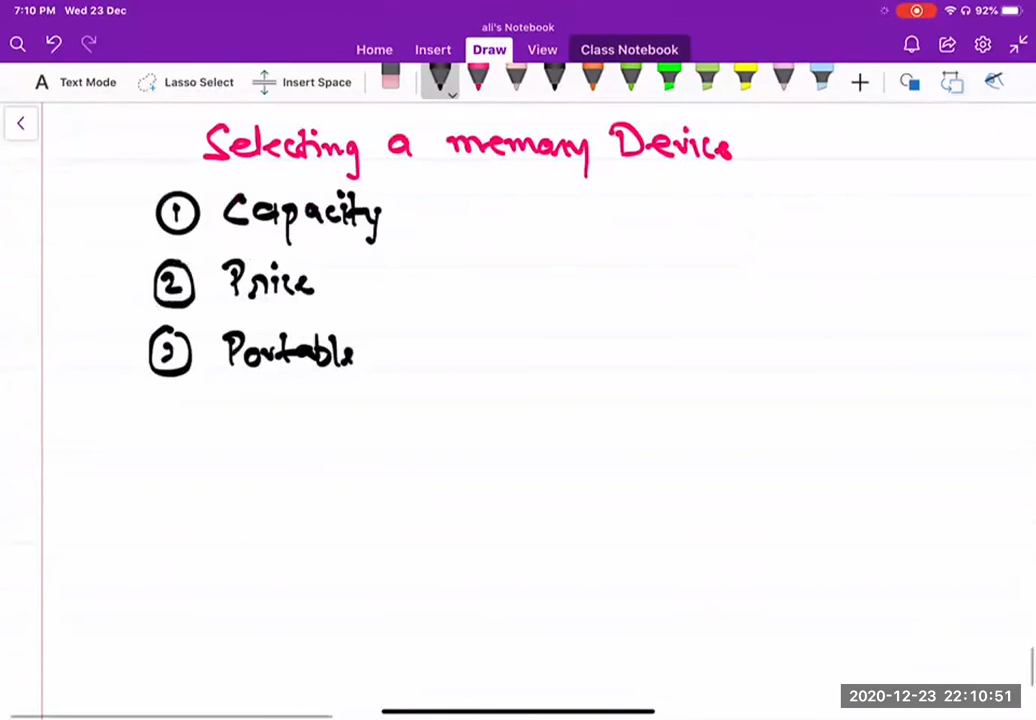 7:10 PM Wed 23 Dec
92%
ali's Notebook
Home Insert Draw View Class Notebook
A Text Mode Lasso Select Insert Space
Selecting a memory Device
1 Capacity
2 Price
3 Portable
2020-12-23 22:10:51